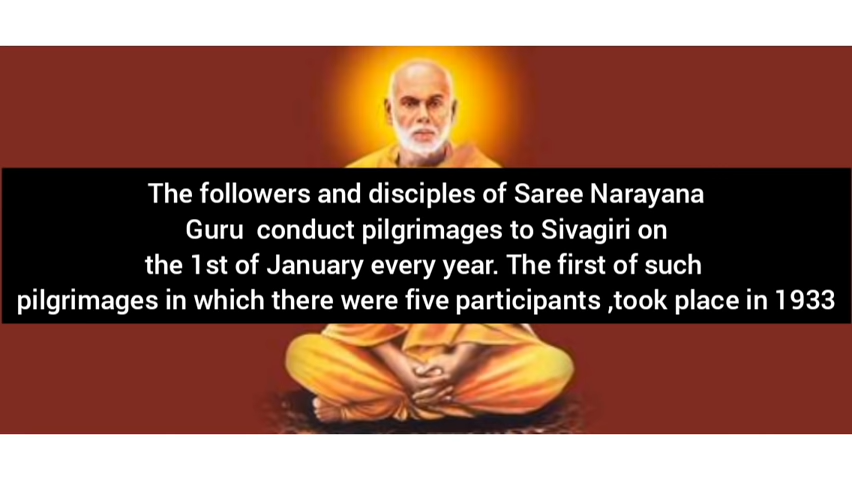 The followers and disciples of Saree Narayana
Guru  conduct pilgrimages to Sivagiri on
the 1st of January every year. The first of such
pilgrimages in which there were five participants ,took place in 1933